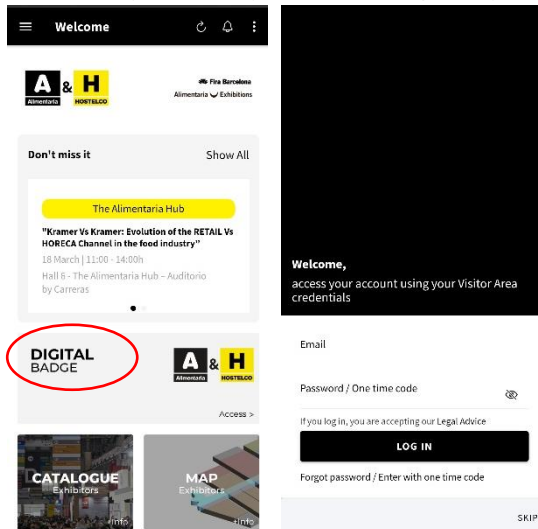 Welcome
A & H
Alimentaria HOSTELCO
Fira Barcelona
Alimentaria Exhibitions
Don't miss it Show All
The Alimentaria Hub
"Kramer Vs Kramer: Evolution of the RETAIL Vs
HORECA Channel in the food industry"
18 March | 11:00 - 14:00h
Hall 6 - The Alimentaria Hub – Auditorio
by Carreras
DIGITAL
BADGE
A & H
Alimentaria HOSTELCO
Access >
CATALOGUE
Exhibitors
+Info
MAP
Exhibitors
+Info
Welcome,
access your account using your Visitor Area
credentials
Email
Password / One time code
If you log in, you are accepting our Legal Advice
LOG IN
Forgot password / Enter with one time code
SKIP